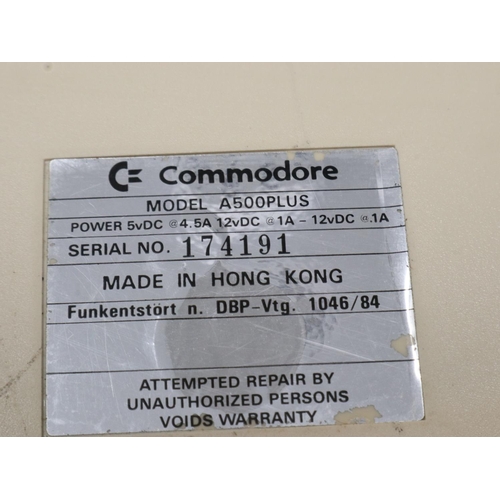 Commodore
MODEL A500PLUS
POWER 5vDC @ 4.5A 12vDC @ 1A - 12vDC @ .1A
SERIAL NO. 174191
MADE IN HONG KONG
Funkentstört n. DBP-Vtg. 1046/84
ATTEMPTED REPAIR BY
UNAUTHORIZED PERSONS
VOIDS WARRANTY